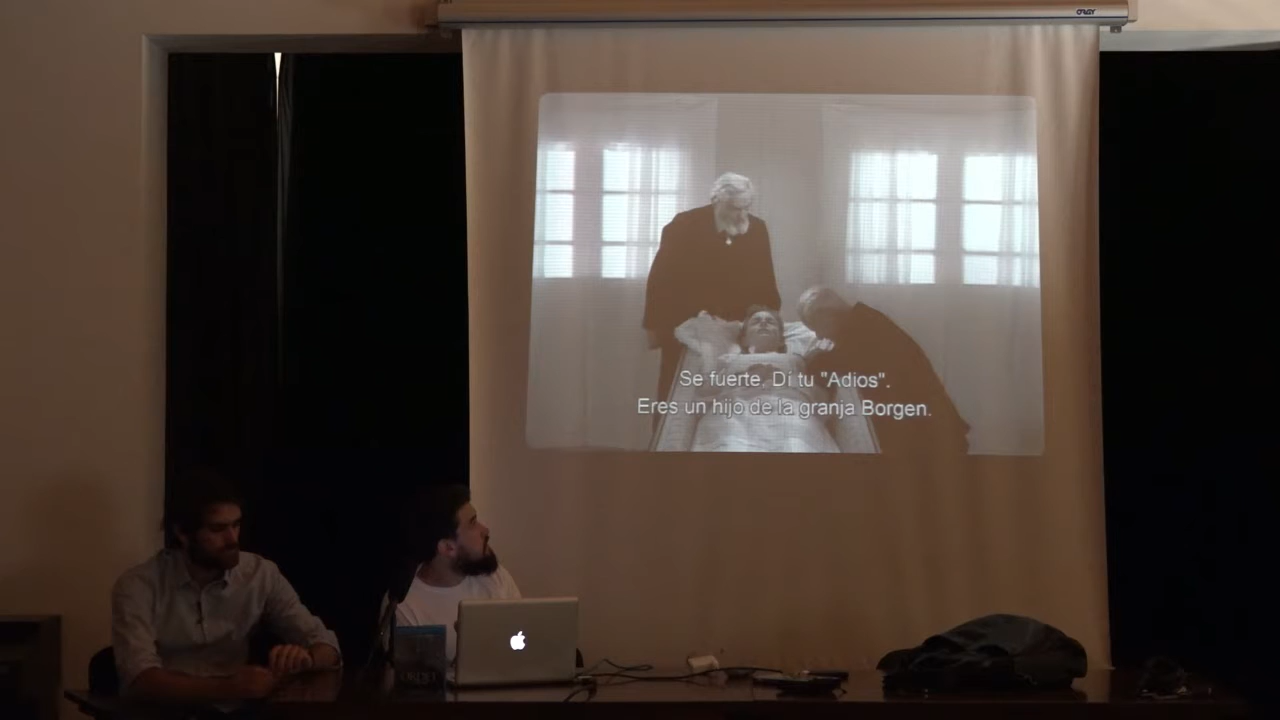 Se fuerte. Di tu "Adios".
Eres un hijo de la granja Borgen.